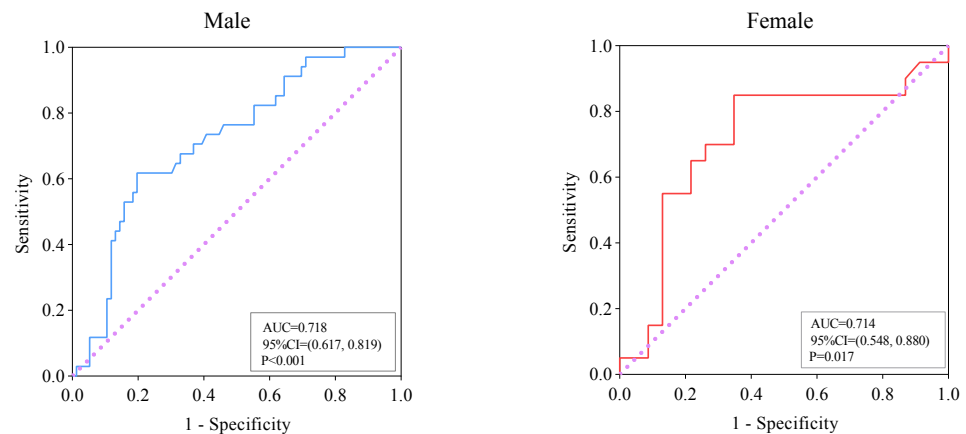 Male
1.0
0.8
0.6
0.4
0.2
0.0
Sensitivity
AUC=0.718
95%CI=(0.617, 0.819)
P<0.001
0.0 0.2 0.4 0.6 0.8 1.0
1 - Specificity
Female
1.0
0.8
0.6
0.4
0.2
0.0
Sensitivity
AUC=0.714
95%CI=(0.548, 0.880)
P=0.017
0.0 0.2 0.4 0.6 0.8 1.0
1 - Specificity